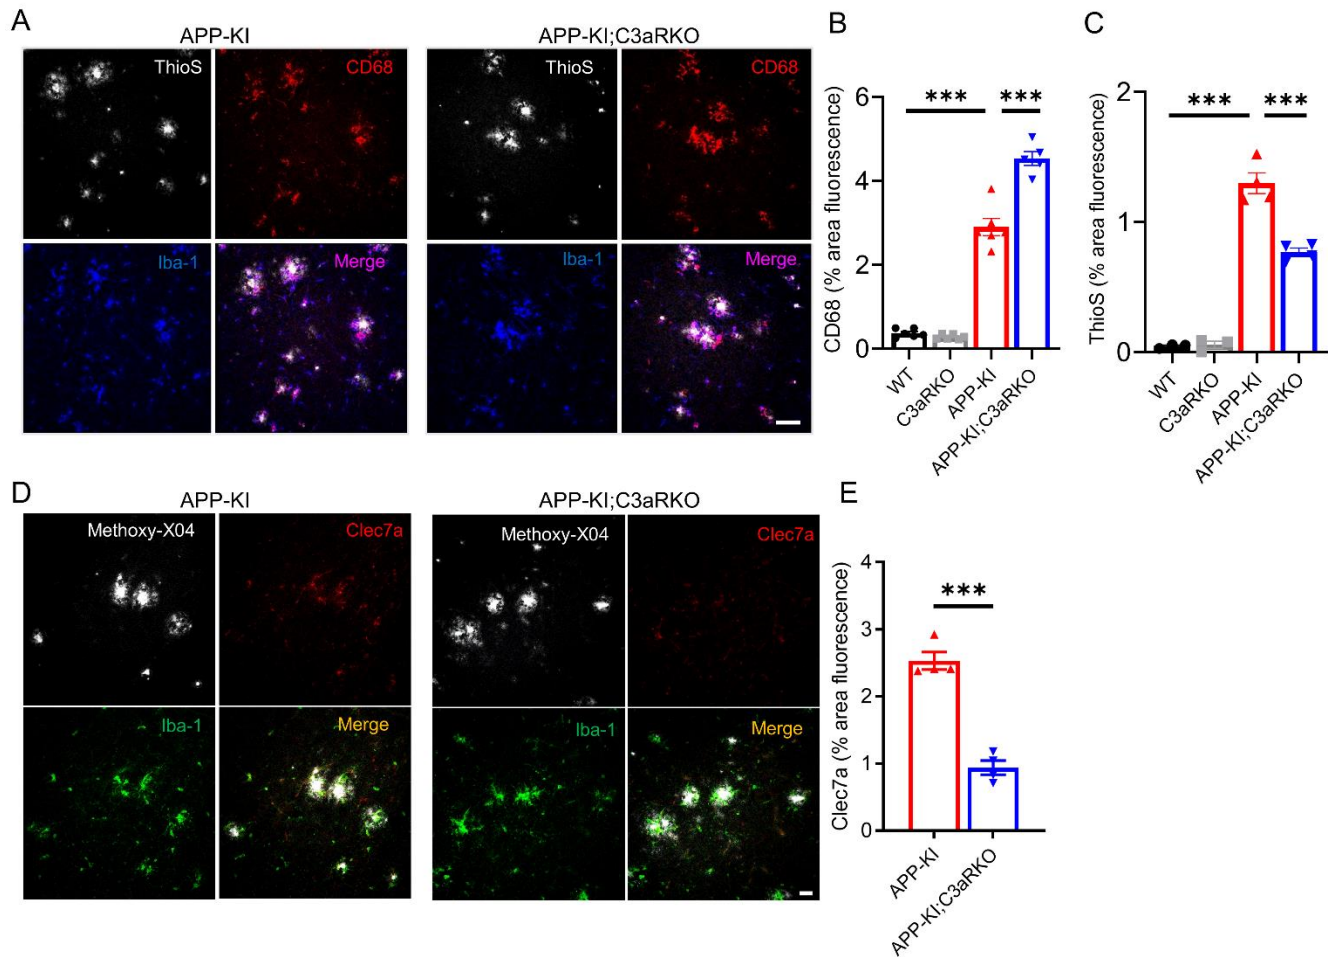 A
APP-KI
APP-KI;C3aRKO
ThioS
CD68
ThioS
CD68
Iba-1
Merge
Iba-1
Merge
B
CD68 (% area fluorescence)
6
4
2
0
***
***
WT
C3aRKO
APP-KI
APP-KI;C3aRKO
C
ThioS (% area fluorescence)
2
1
0
***
***
WT
C3aRKO
APP-KI
APP-KI;C3aRKO
D
APP-KI
APP-KI;C3aRKO
Methoxy-X04
Clec7a
Methoxy-X04
Clec7a
Iba-1
Merge
Iba-1
Merge
E
Clec7a (% area fluorescence)
4
3
2
1
0
***
APP-KI
APP-KI;C3aRKO